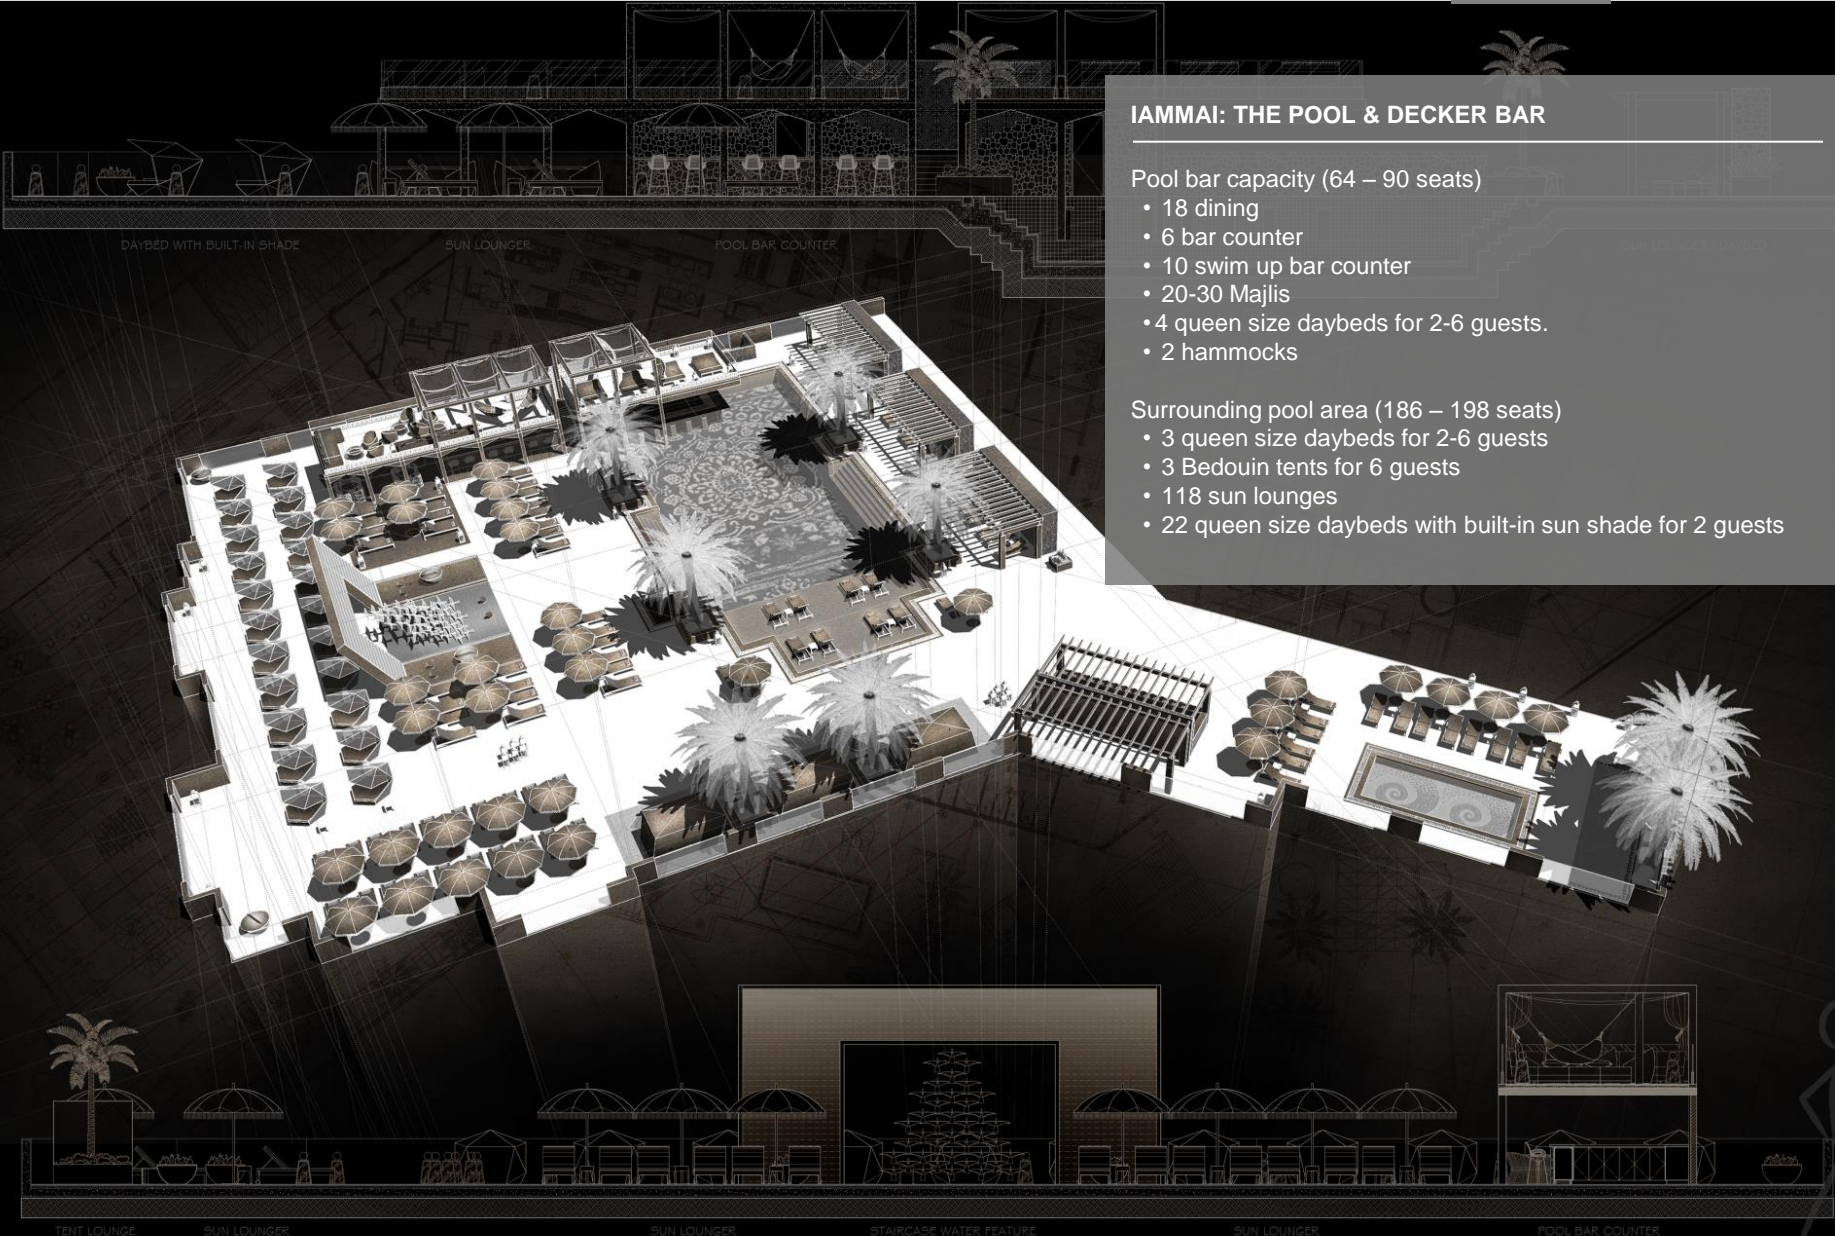 IAMMAI: THE POOL & DECKER BAR
Pool bar capacity (64 – 90 seats)
• 18 dining
• 6 bar counter
• 10 swim up bar counter
• 20-30 Majlis
•4 queen size daybeds for 2-6 guests.
• 2 hammocks
Surrounding pool area (186 – 198 seats)
• 3 queen size daybeds for 2-6 guests
• 3 Bedouin tents for 6 guests
• 118 sun lounges
• 22 queen size daybeds with built-in sun shade for 2 guests
DAYBED WITH BUILT-IN SHADE SUN LOUNGER POOL BAR COUNTER SUN LOUNGER / DAYBED
TENT LOUNGE SUN LOUNGER SUN LOUNGER STAIRCASE WATER FEATURE SUN LOUNGER POOL BAR COUNTER